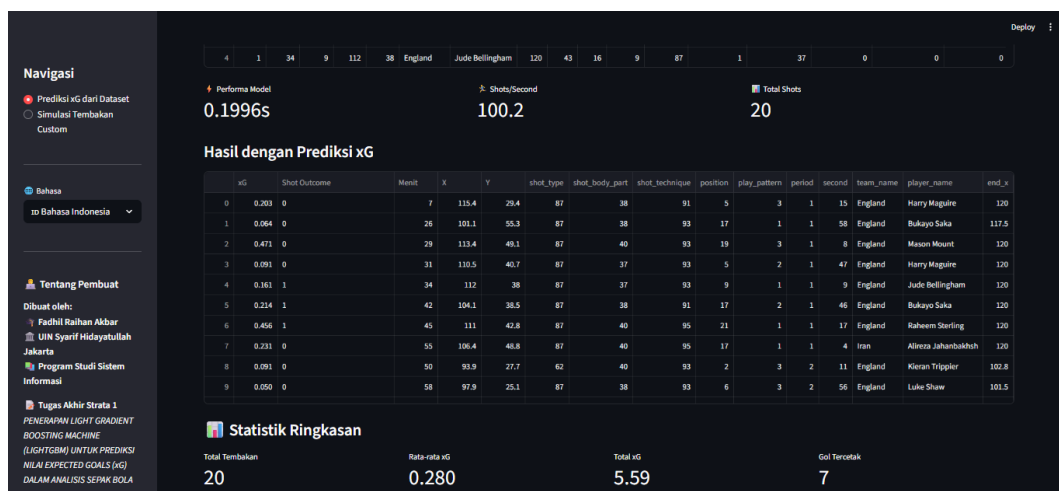 Deploy
Navigasi
Prediksi xG dari Dataset
Simulasi Tembakan
Custom
Bahasa
ID Bahasa Indonesia
Tentang Pembuat
Dibuat oleh:
Fadhil Raihan Akbar
UIN Syarif Hidayatullah
Jakarta
Program Studi Sistem
Informasi
Tugas Akhir Strata 1
PENERAPAN LIGHT GRADIENT
BOOSTING MACHINE
(LIGHTGBM) UNTUK PREDIKSI
NILAI EXPECTED GOALS (xG)
DALAM ANALISIS SEPAK BOLA
4 1 34 9 112 38 England Jude Bellingham 120 43 16 9 87 1 37 0 0 0
Performa Model Shots/Second Total Shots
0.1996s 100.2 20
Hasil dengan Prediksi xG
xG Shot Outcome Menit X Y shot_type shot_body_part shot_technique position play_pattern period second team_name player_name end_x
0 0.203 0 7 115.4 29.4 87 38 91 5 3 1 15 England Harry Maguire 120
1 0.064 0 26 101.1 55.3 87 38 93 17 1 1 58 England Bukayo Saka 117.5
2 0.471 0 29 113.4 49.1 87 40 93 19 3 1 8 England Mason Mount 120
3 0.091 0 31 110.5 40.7 87 37 93 5 2 1 47 England Harry Maguire 120
4 0.161 1 34 112 38 87 37 93 9 1 1 9 England Jude Bellingham 120
5 0.214 1 42 104.1 38.5 87 38 91 17 2 1 46 England Bukayo Saka 120
6 0.456 1 45 111 42.8 87 40 95 21 1 1 17 England Raheem Sterling 120
7 0.231 0 55 106.4 48.8 87 40 95 17 1 1 4 Iran Alireza Jahanbakhsh 120
8 0.091 0 50 93.9 27.7 62 40 93 2 3 2 11 England Kieran Trippier 102.8
9 0.050 0 58 97.9 25.1 87 38 93 6 3 2 56 England Luke Shaw 101.5
Statistik Ringkasan
Total Tembakan Rata-rata xG Total xG Gol Tercetak
20 0.280 5.59 7